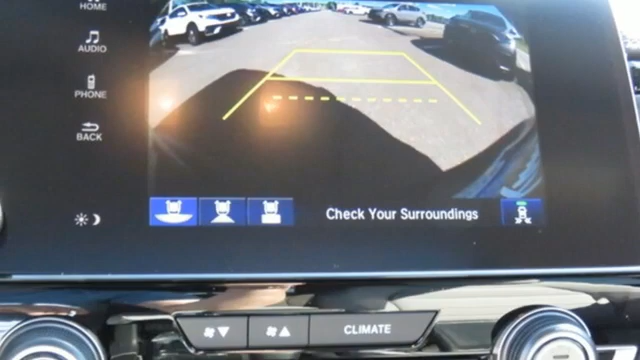 HOME
AUDIO
PHONE
BACK
Check Your Surroundings
CLIMATE